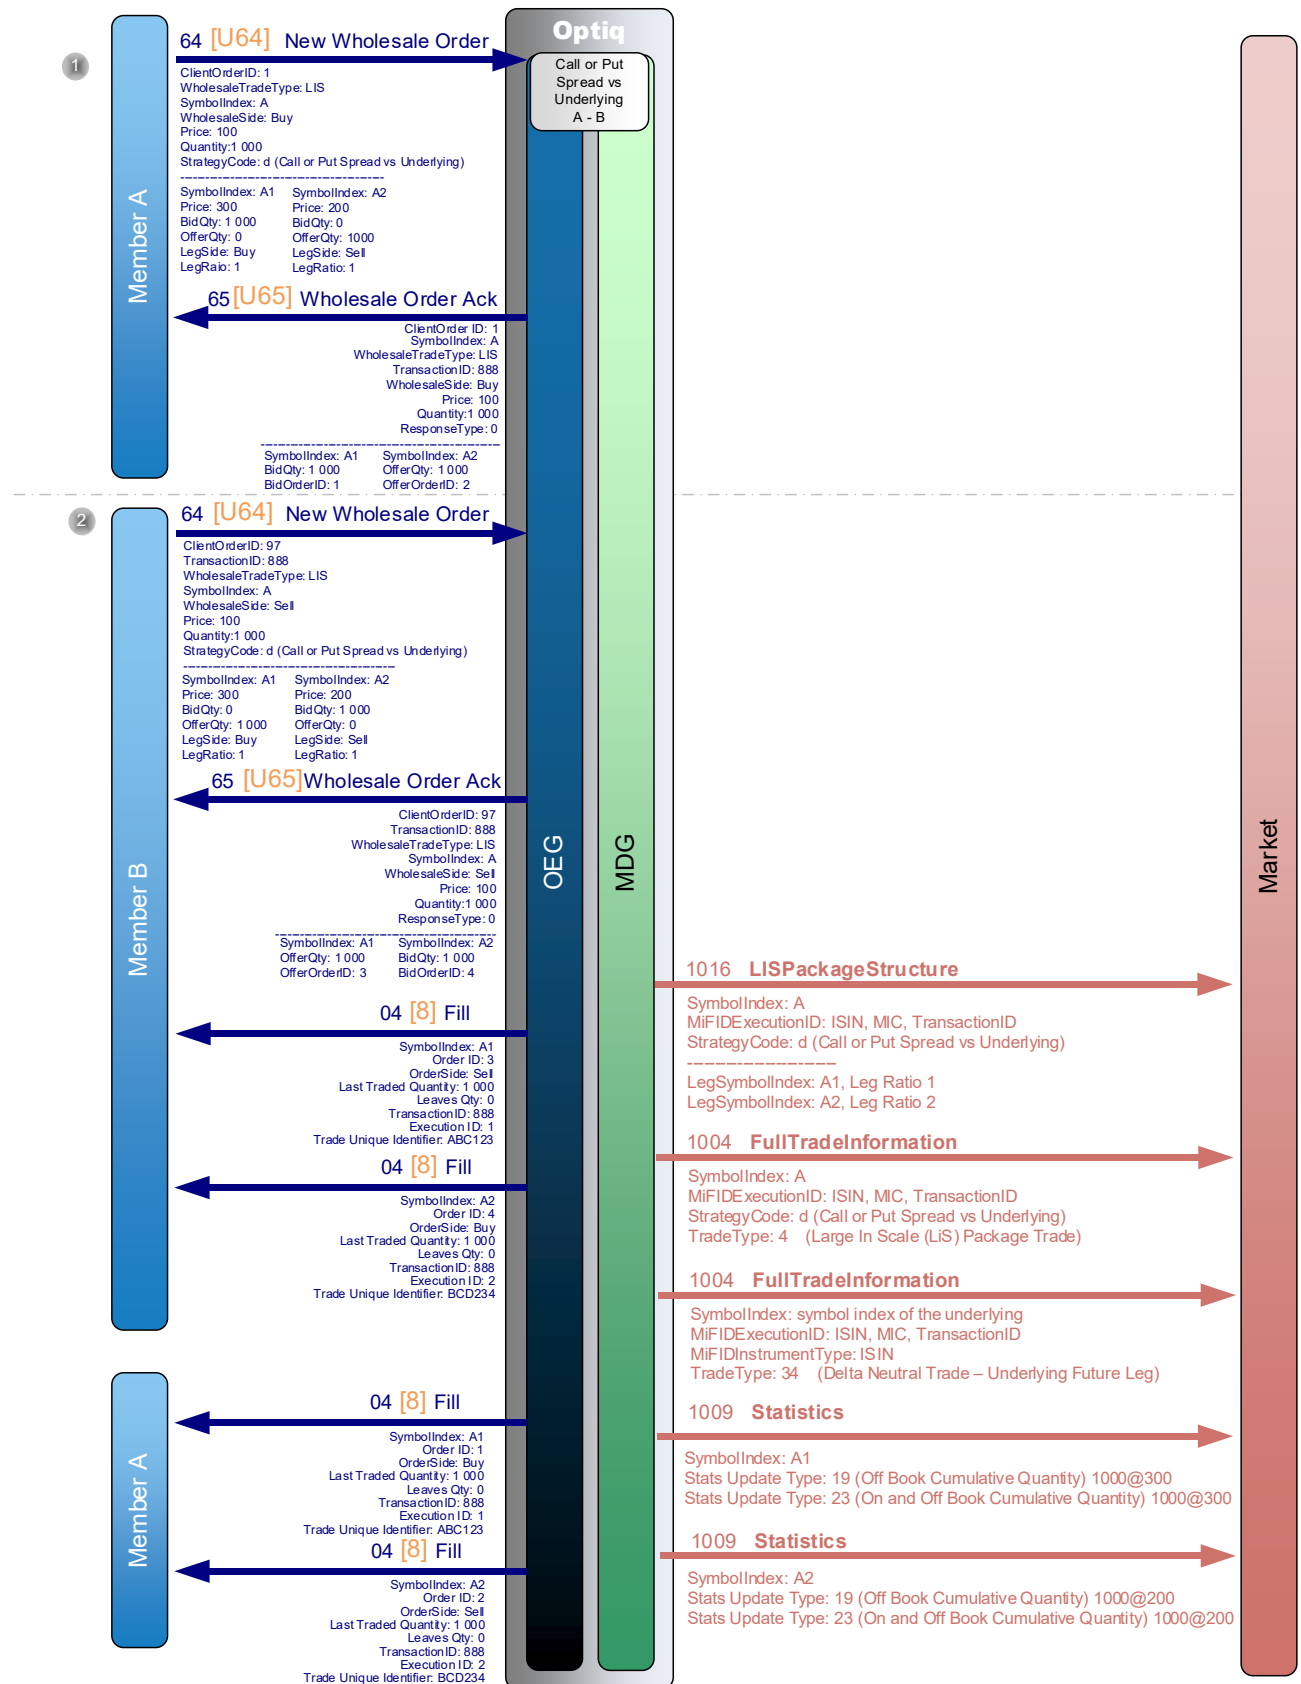 Optiq
Call or Put
Spread vs
Underlying
A - B
OEG
MDG
Market
1
Member A
64 [U64] New Wholesale Order
ClientOrderID: 1
WholesaleTradeType: LIS
SymbolIndex: A
WholesaleSide: Buy
Price: 100
Quantity:1 000
StrategyCode: d (Call or Put Spread vs Underlying)
------------------------------------------------
SymbolIndex: A1 SymbolIndex: A2
Price: 300 Price: 200
BidQty: 1 000 BidQty: 0
OfferQty: 0 OfferQty: 1000
LegSide: Buy LegSide: Sell
LegRaio: 1 LegRatio: 1
65 [U65] Wholesale Order Ack
ClientOrder ID: 1
SymbolIndex: A
WholesaleTradeType: LIS
TransactionID: 888
WholesaleSide: Buy
Price: 100
Quantity:1 000
ResponseType: 0
------------------------------------------------
SymbolIndex: A1 SymbolIndex: A2
BidQty: 1 000 OfferQty: 1 000
BidOrderID: 1 OfferOrderID: 2
2
Member B
64 [U64] New Wholesale Order
ClientOrderID: 97
TransactionID: 888
WholesaleTradeType: LIS
SymbolIndex: A
WholesaleSide: Sell
Price: 100
Quantity:1 000
StrategyCode: d (Call or Put Spread vs Underlying)
------------------------------------------------
SymbolIndex: A1 SymbolIndex: A2
Price: 300 Price: 200
BidQty: 0 BidQty: 1 000
OfferQty: 1 000 OfferQty: 0
LegSide: Buy LegSide: Sell
LegRatio: 1 LegRatio: 1
65 [U65] Wholesale Order Ack
ClientOrderID: 97
TransactionID: 888
WholesaleTradeType: LIS
SymbolIndex: A
WholesaleSide: Sell
Price: 100
Quantity:1 000
ResponseType: 0
------------------------------------------------
SymbolIndex: A1 SymbolIndex: A2
OfferQty: 1 000 BidQty: 1 000
OfferOrderID: 3 BidOrderID: 4
04 [8] Fill
SymbolIndex: A1
Order ID: 3
OrderSide: Sell
Last Traded Quantity: 1 000
Leaves Qty: 0
TransactionID: 888
Execution ID: 1
Trade Unique Identifier: ABC123
04 [8] Fill
SymbolIndex: A2
Order ID: 4
OrderSide: Buy
Last Traded Quantity: 1 000
Leaves Qty: 0
TransactionID: 888
Execution ID: 2
Trade Unique Identifier: BCD234
Member A
04 [8] Fill
SymbolIndex: A1
Order ID: 1
OrderSide: Buy
Last Traded Quantity: 1 000
Leaves Qty: 0
TransactionID: 888
Execution ID: 1
Trade Unique Identifier: ABC123
04 [8] Fill
SymbolIndex: A2
Order ID: 2
OrderSide: Sell
Last Traded Quantity: 1 000
Leaves Qty: 0
TransactionID: 888
Execution ID: 2
Trade Unique Identifier: BCD234
1016 LISPackageStructure
SymbolIndex: A
MiFIDExecutionID: ISIN, MIC, TransactionID
StrategyCode: d (Call or Put Spread vs Underlying)
--------------------------
LegSymbolIndex: A1, Leg Ratio 1
LegSymbolIndex: A2, Leg Ratio 2
1004 FullTradeInformation
SymbolIndex: A
MiFIDExecutionID: ISIN, MIC, TransactionID
StrategyCode: d (Call or Put Spread vs Underlying)
TradeType: 4 (Large In Scale (LiS) Package Trade)
1004 FullTradeInformation
SymbolIndex: symbol index of the underlying
MiFIDExecutionID: ISIN, MIC, TransactionID
MiFIDInstrumentType: ISIN
TradeType: 34 (Delta Neutral Trade – Underlying Future Leg)
1009 Statistics
SymbolIndex: A1
Stats Update Type: 19 (Off Book Cumulative Quantity) 1000@300
Stats Update Type: 23 (On and Off Book Cumulative Quantity) 1000@300
1009 Statistics
SymbolIndex: A2
Stats Update Type: 19 (Off Book Cumulative Quantity) 1000@200
Stats Update Type: 23 (On and Off Book Cumulative Quantity) 1000@200